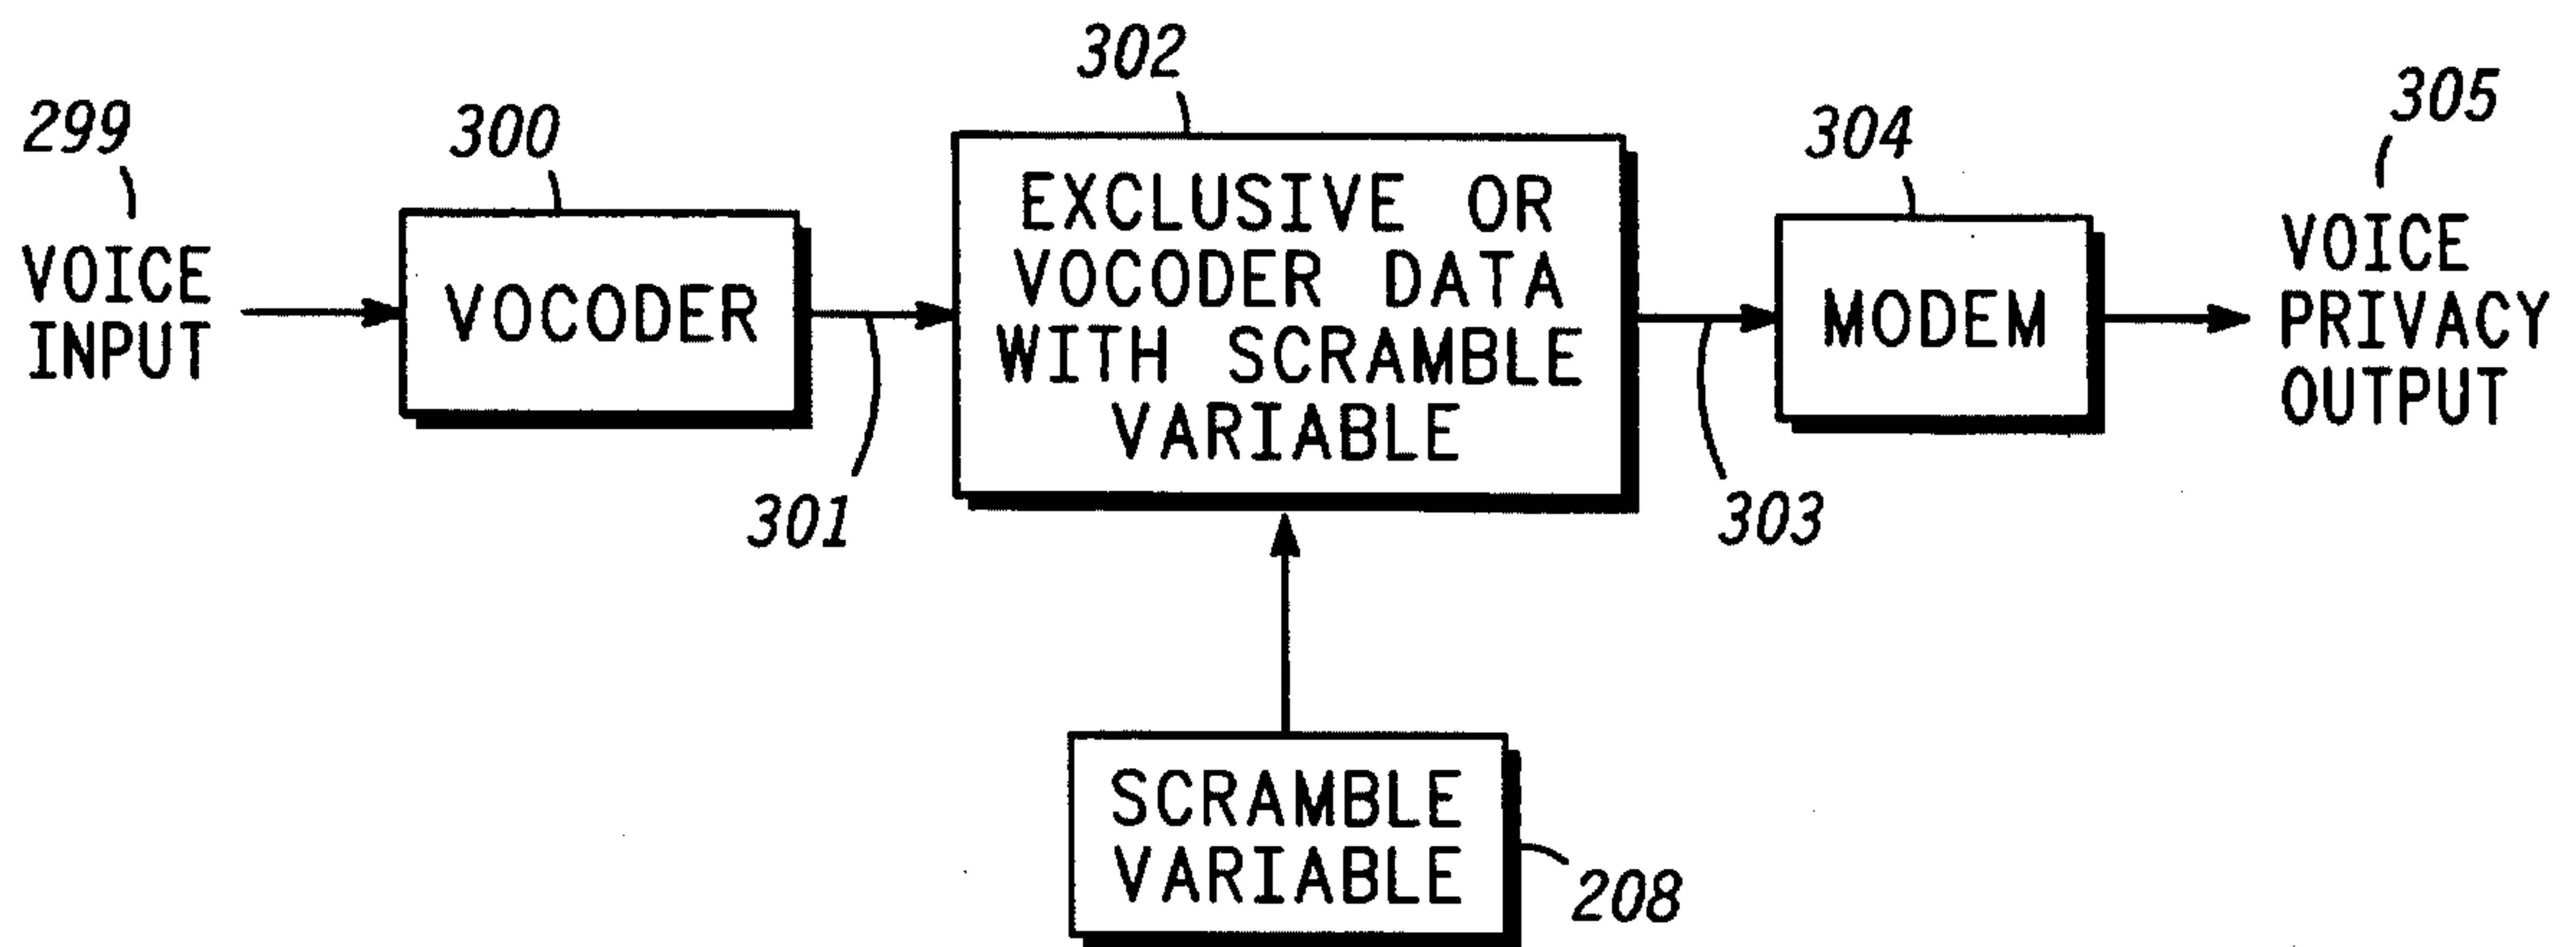 302
299
300
304
305
VOICE
INPUT
VOCODER
EXCLUSIVE OR
VOCODER DATA
WITH SCRAMBLE
VARIABLE
MODEM
VOICE
PRIVACY
OUTPUT
301
303
SCRAMBLE
VARIABLE
208